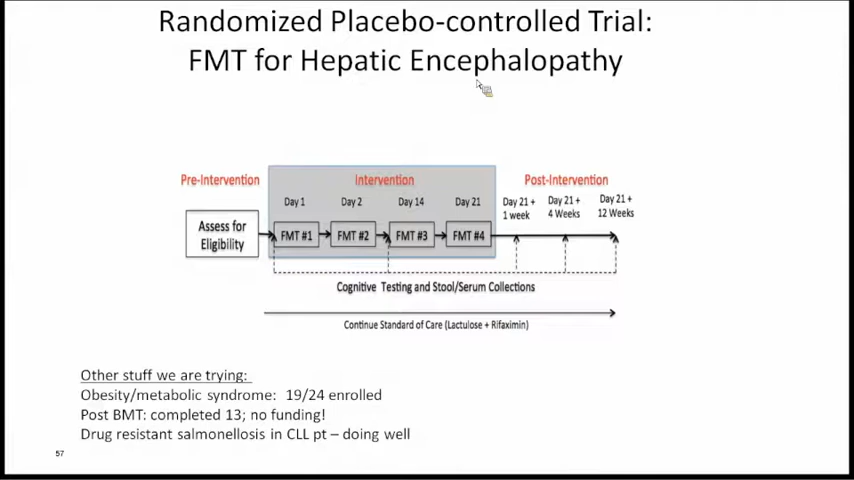 Randomized Placebo-controlled Trial:
FMT for Hepatic Encephalopathy
Pre-Intervention
Intervention
Post-Intervention
Day 1
Day 2
Day 14
Day 21
Day 21 +
1 week
Day 21 +
4 Weeks
Day 21 +
12 Weeks
Assess for
Eligibility
FMT #1
FMT #2
FMT #3
FMT #4
Cognitive Testing and Stool/Serum Collections
Continue Standard of Care (Lactulose + Rifaximin)
Other stuff we are trying:
Obesity/metabolic syndrome: 19/24 enrolled
Post BMT: completed 13; no funding!
Drug resistant salmonellosis in CLL pt – doing well
57